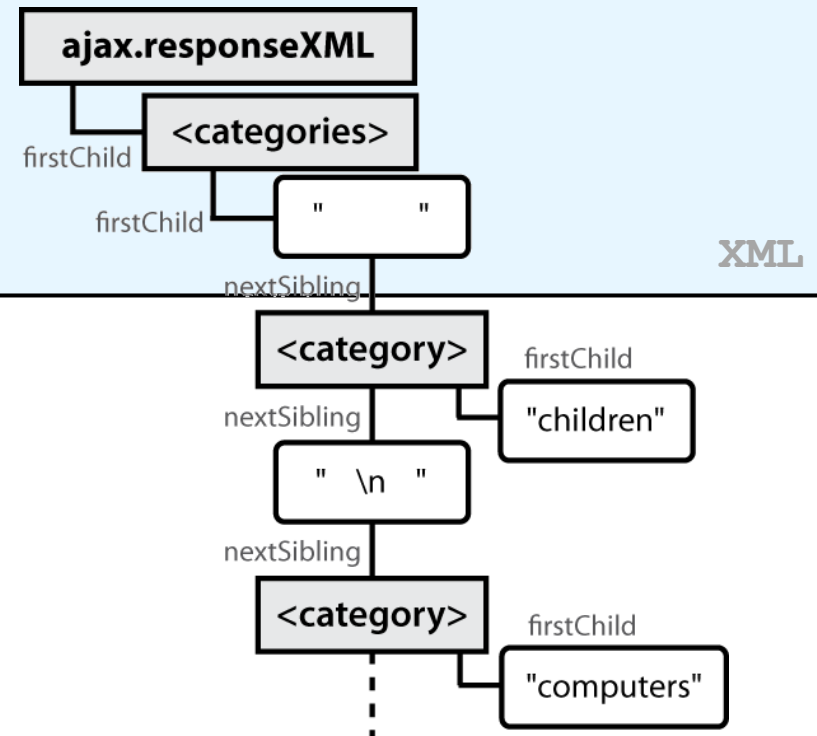 ajax.responseXML
<categories>
firstChild
firstChild
" "
XML
nextSibling
<category>
firstChild
nextSibling
"children"
" \n "
nextSibling
<category>
firstChild
"computers"